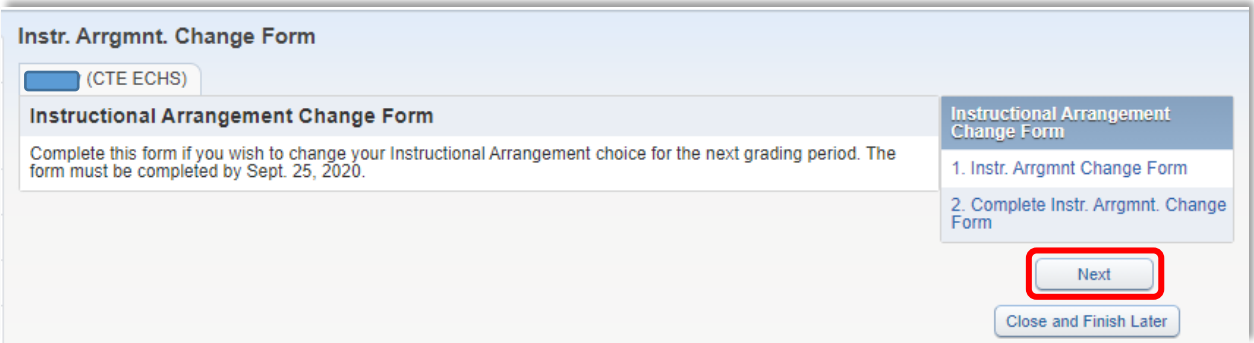 Instr. Arrgmnt. Change Form
(CTE ECHS)
Instructional Arrangement Change Form
Complete this form if you wish to change your Instructional Arrangement choice for the next grading period. The
form must be completed by Sept. 25, 2020.
Instructional Arrangement
Change Form
1. Instr. Arrgmnt Change Form
2. Complete Instr. Arrgmnt. Change
Form
Next
Close and Finish Later